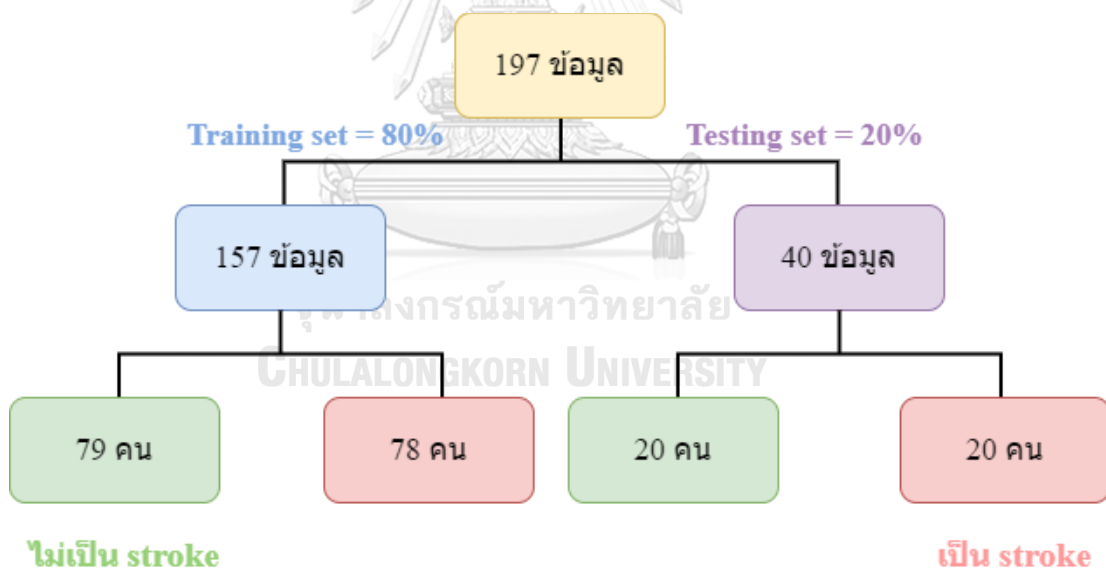 197 ข้อมูล
Training set = 80%
Testing set = 20%
157 ข้อมูล
40 ข้อมูล
จุฬาลงกรณ์มหาวิทยาลัย
CHULALONGKORN UNIVERSITY
79 คน
78 คน
20 คน
20 คน
ไม่เป็น stroke
เป็น stroke